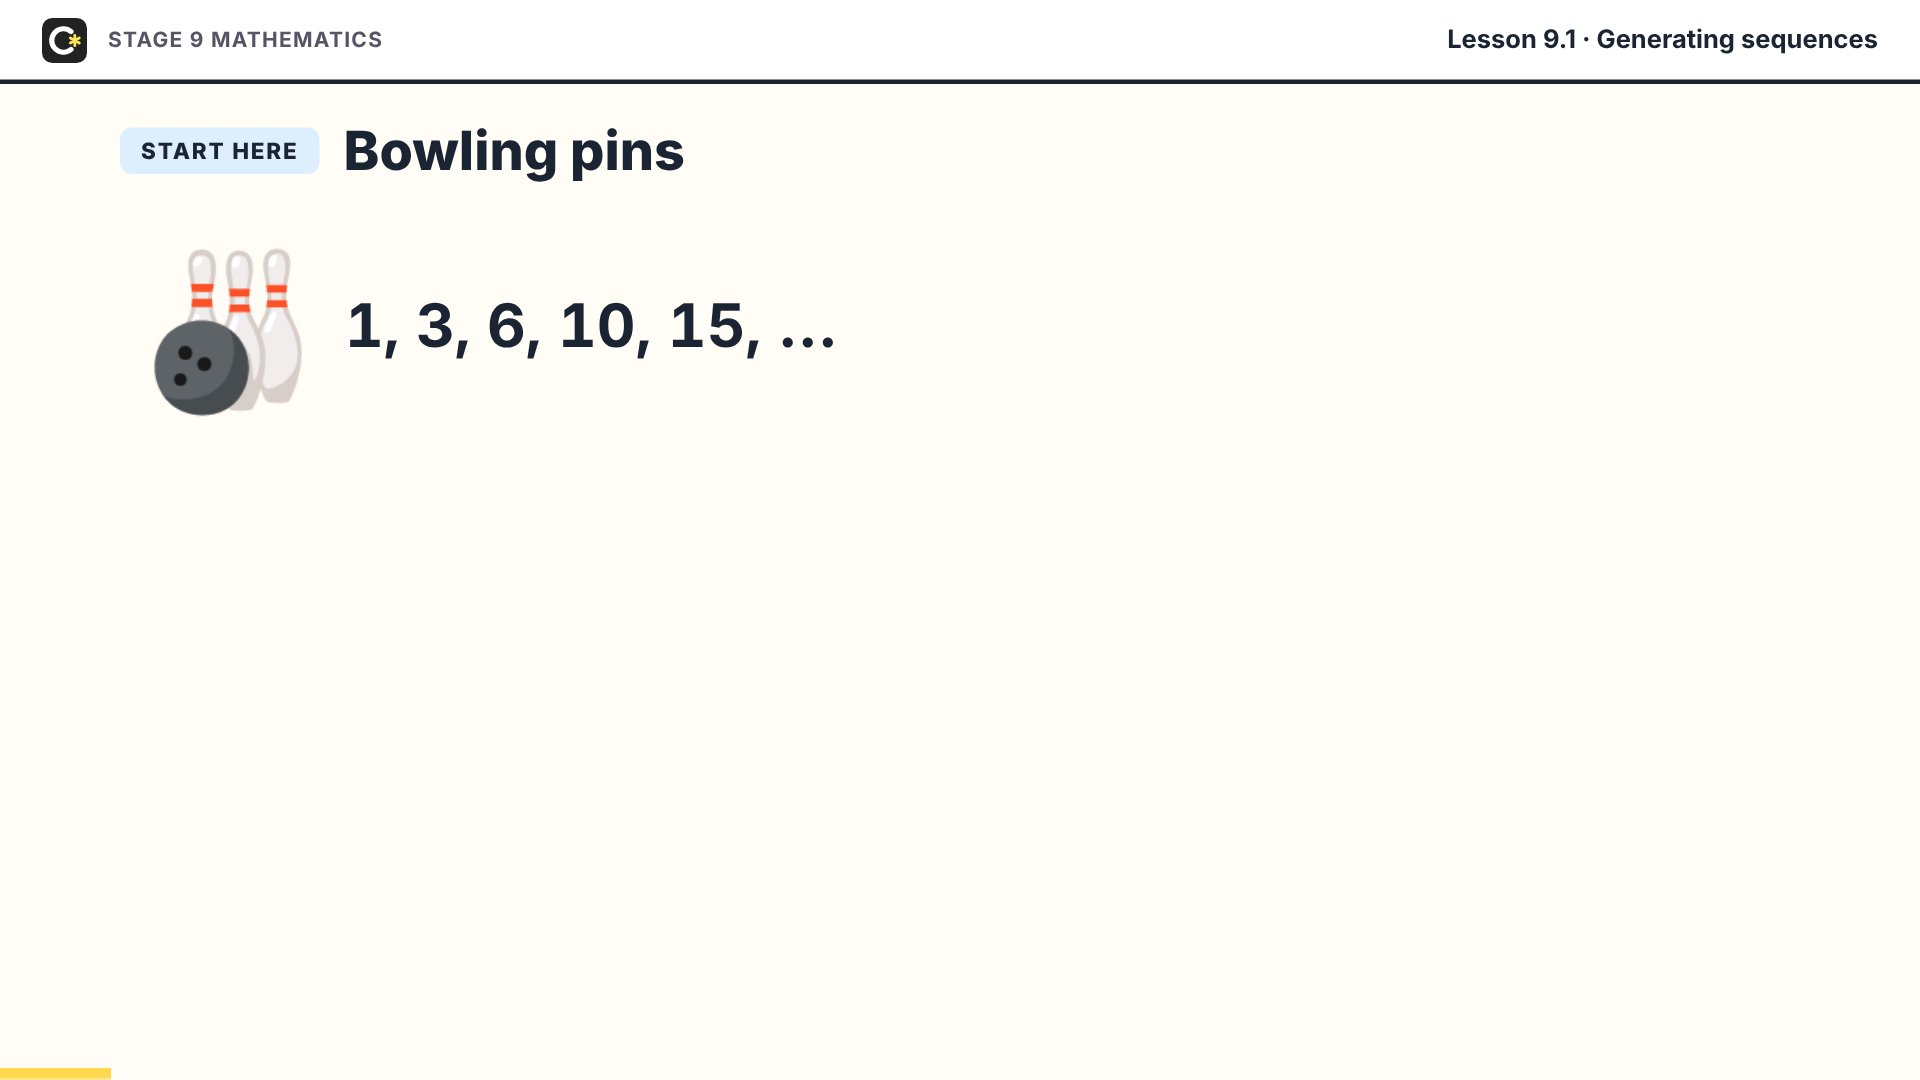 STAGE 9 MATHEMATICS
Lesson 9.1 · Generating sequences
START HERE
Bowling pins
1, 3, 6, 10, 15, ...